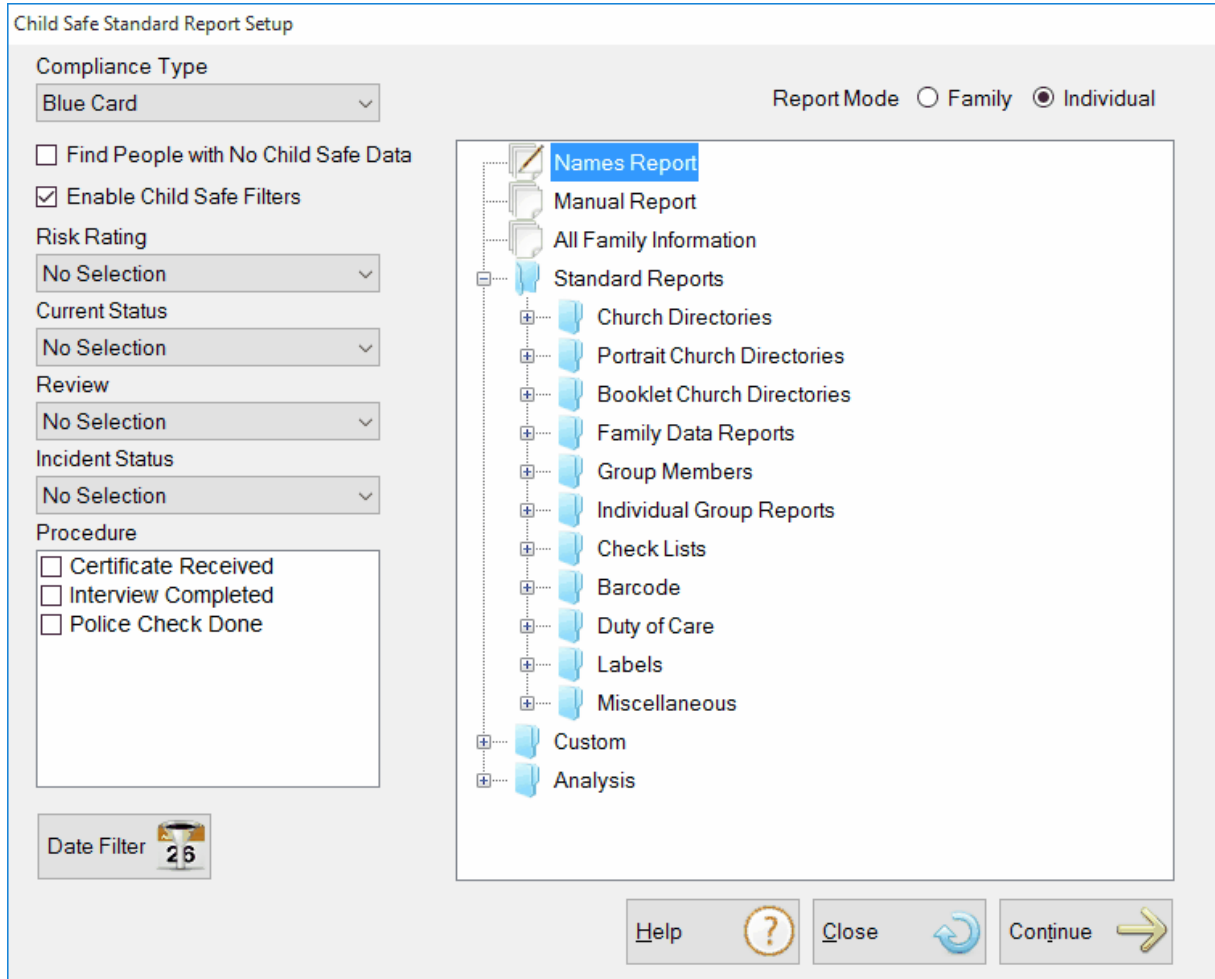 Child Safe Standard Report Setup
Compliance Type
Blue Card
Report Mode Family Individual
Find People with No Child Safe Data
Enable Child Safe Filters
Risk Rating
No Selection
Current Status
No Selection
Review
No Selection
Incident Status
No Selection
Procedure
Certificate Received
Interview Completed
Police Check Done
Date Filter 26
Names Report
Manual Report
All Family Information
Standard Reports
Church Directories
Portrait Church Directories
Booklet Church Directories
Family Data Reports
Group Members
Individual Group Reports
Check Lists
Barcode
Duty of Care
Labels
Miscellaneous
Custom
Analysis
Help ? Close Continue